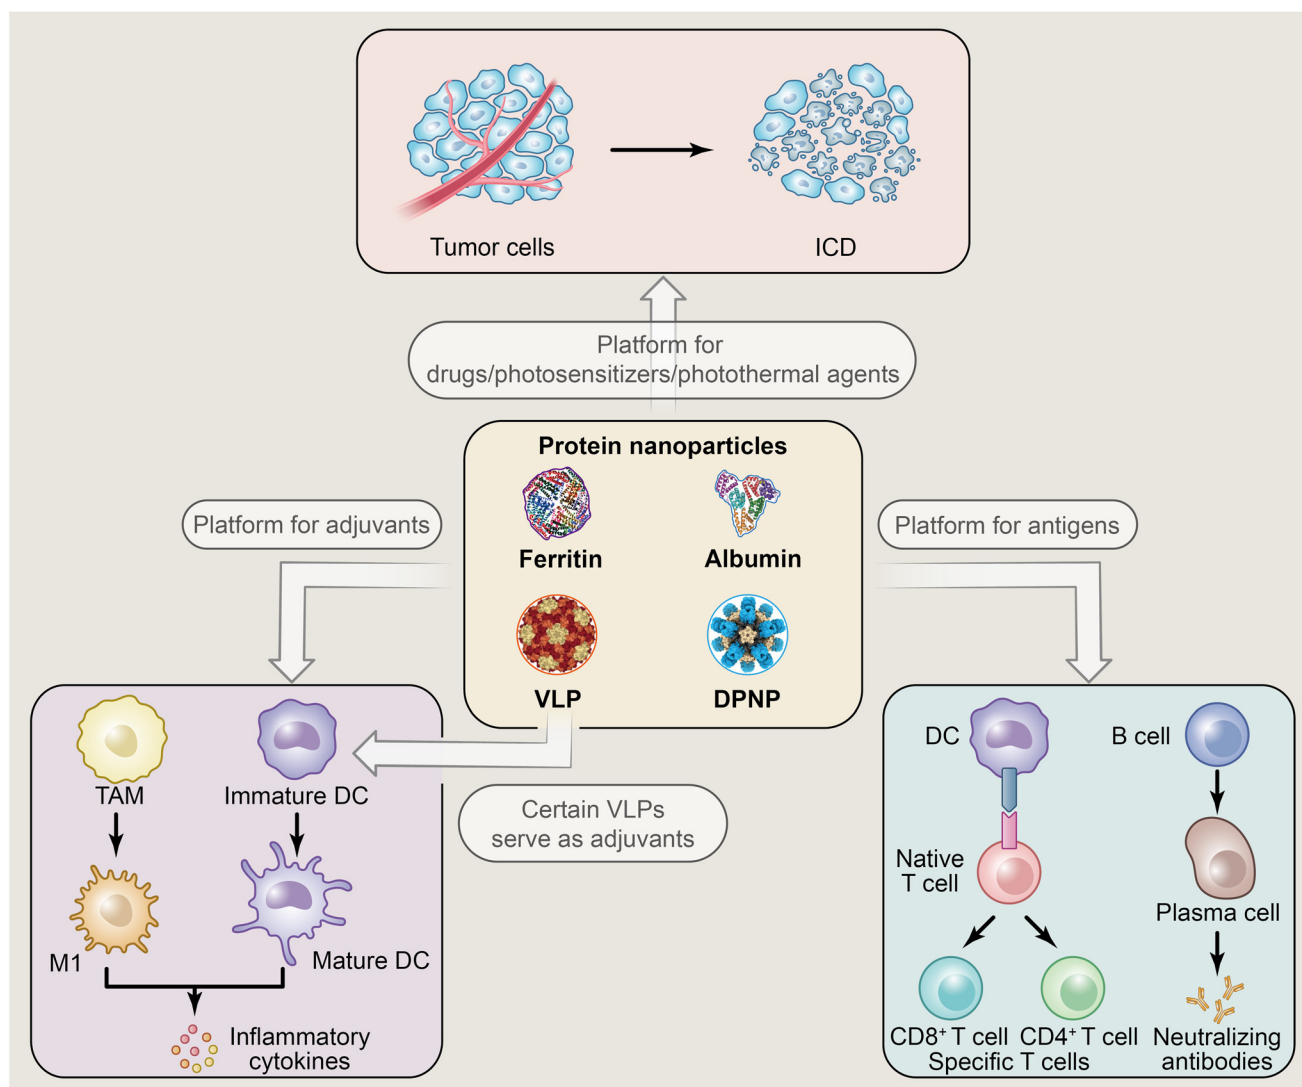 Tumor cells
ICD
Platform for
drugs/photosensitizers/photothermal agents
Protein nanoparticles
Ferritin
Albumin
VLP
DPNP
Platform for adjuvants
Platform for antigens
Certain VLPs
serve as adjuvants
TAM
Immature DC
M1
Mature DC
Inflammatory
cytokines
DC
B cell
Native
T cell
Plasma cell
CD8⁺ T cell
CD4⁺ T cell
Specific T cells
Neutralizing
antibodies